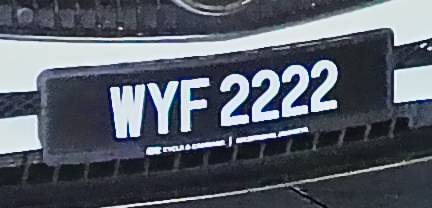 WYF 2222
CYCLE & CARRIAGE |